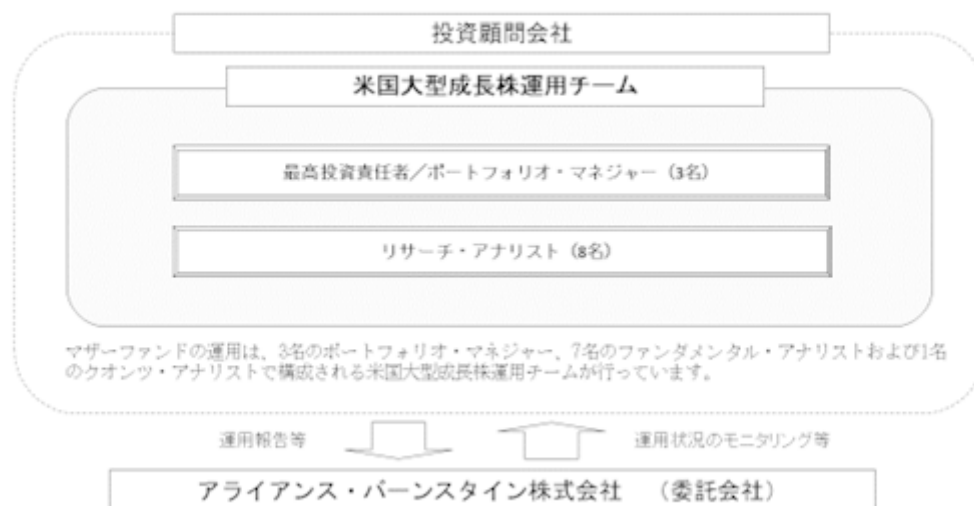 投資顧問会社
米国大型成長株運用チーム
最高投資責任者／ポートフォリオ・マネジャー（3名）
リサーチ・アナリスト（8名）
マザーファンドの運用は、3名のポートフォリオ・マネジャー、7名のファンダメンタル・アナリストおよび1名
のクオンツ・アナリストで構成される米国大型成長株運用チームが行っています。
運用報告等
運用状況のモニタリング等
アライアンス・バーンスタイン株式会社　（委託会社）